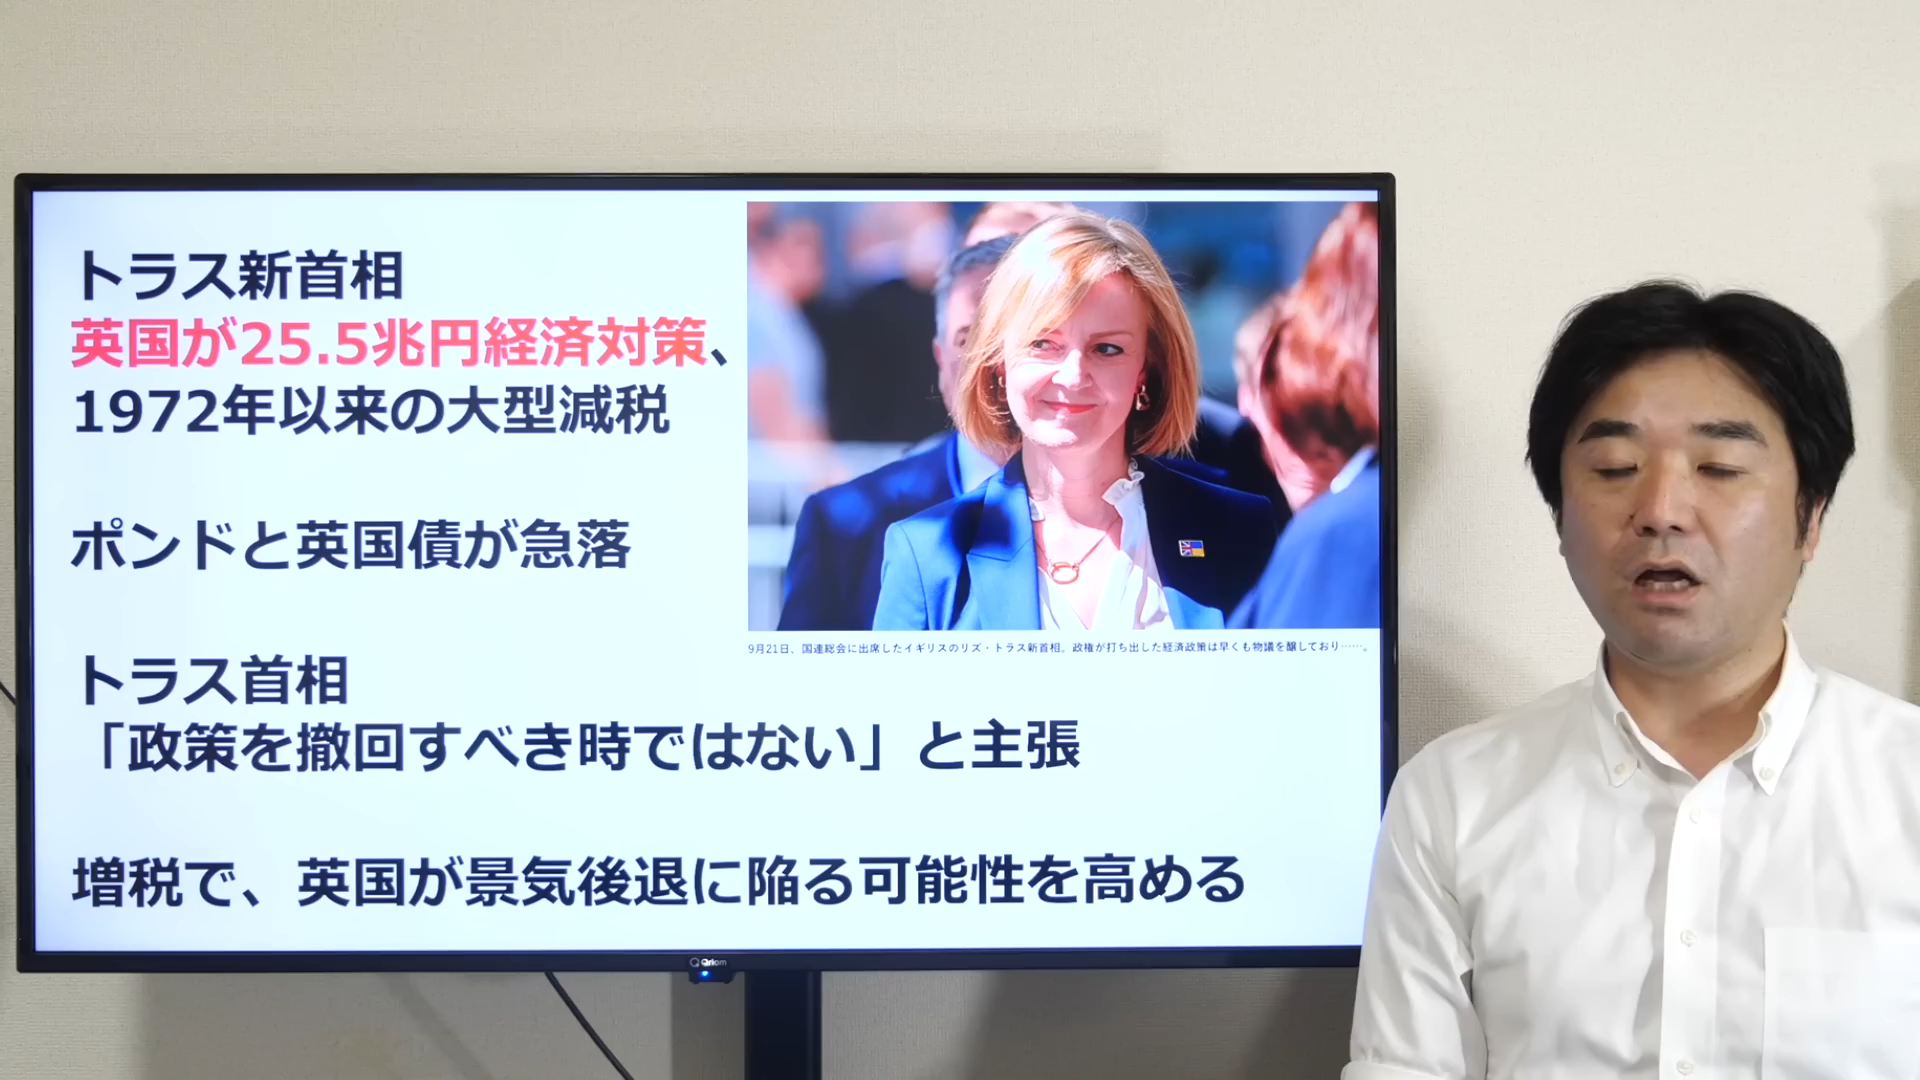 トラス新首相
英国が25.5兆円経済対策、
1972年以来の大型減税
ポンドと英国債が急落
トラス首相
「政策を撤回すべき時ではない」と主張
増税で、英国が景気後退に陥る可能性を高める
9月21日、国連総会に出席したイギリスのリズ・トラス新首相。政権が打ち出した経済政策は早くも物議を醸しており……。
Qriom